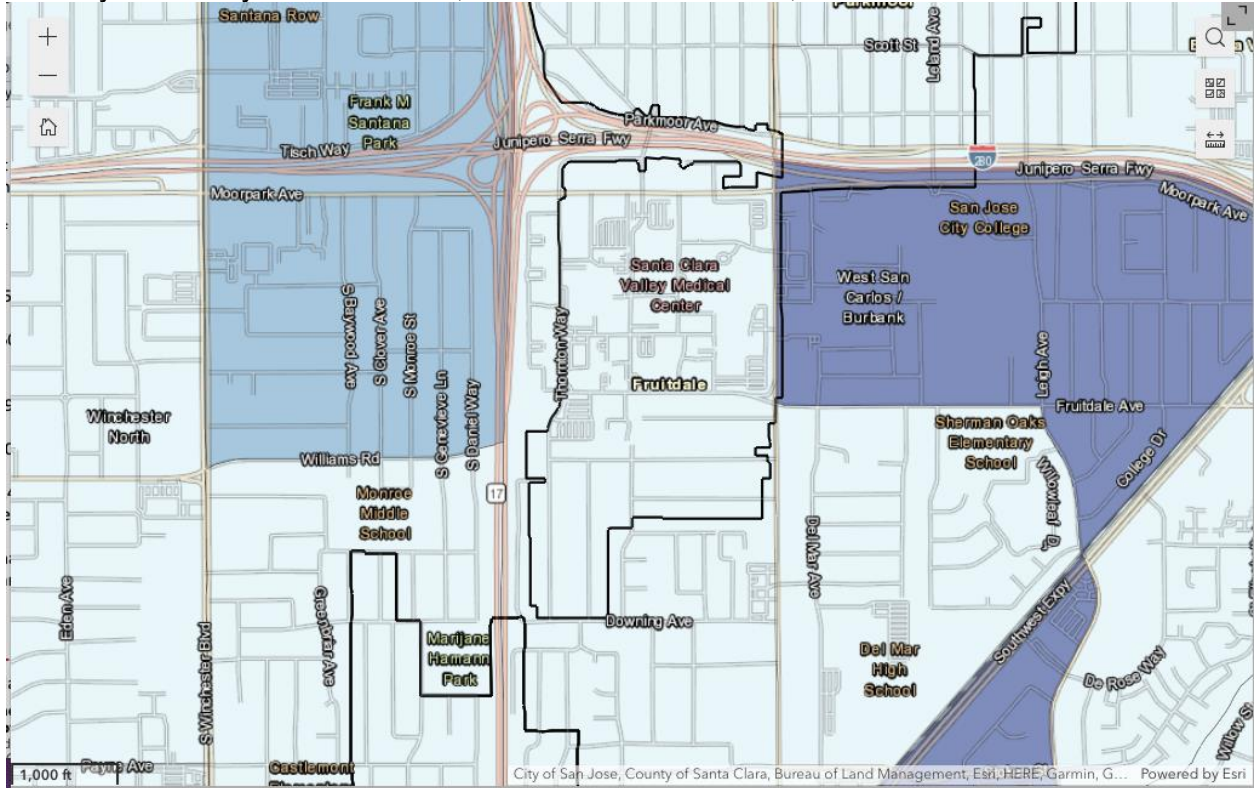 Santana Row
Scott St
Leland Ave
Frank M
Santana
Park
Parkmoor Ave
Tisch Way
Junipero Serra Fwy
280
Junipero Serra Fwy
Moorpark Ave
Moorpark Ave
San Jose
City College
Santa Clara
Valley Medical
Center
West San
Carlos /
Burbank
S Baywood Ave
S Clover Ave
S Monroe St
Thornton Way
Leigh Ave
S Genevieve Ln
S Daniel Way
Fruitdale
Fruitdale Ave
Winchester
North
Sherman Oaks
Elementary
School
College Dr
Williams Rd
Willowleaf Dr
Monroe
Middle
School
17
Del Mar Ave
Eden Ave
Greenbriar Ave
Southwest Expy
Downing Ave
Marijane
Hamann
Park
Del Mar
High
School
De Rose Way
S Winchester Blvd
Willow St
Payne Ave
Castlemont
1,000 ft
City of San Jose, County of Santa Clara, Bureau of Land Management, Esri, HERE, Garmin, G... Powered by Esri